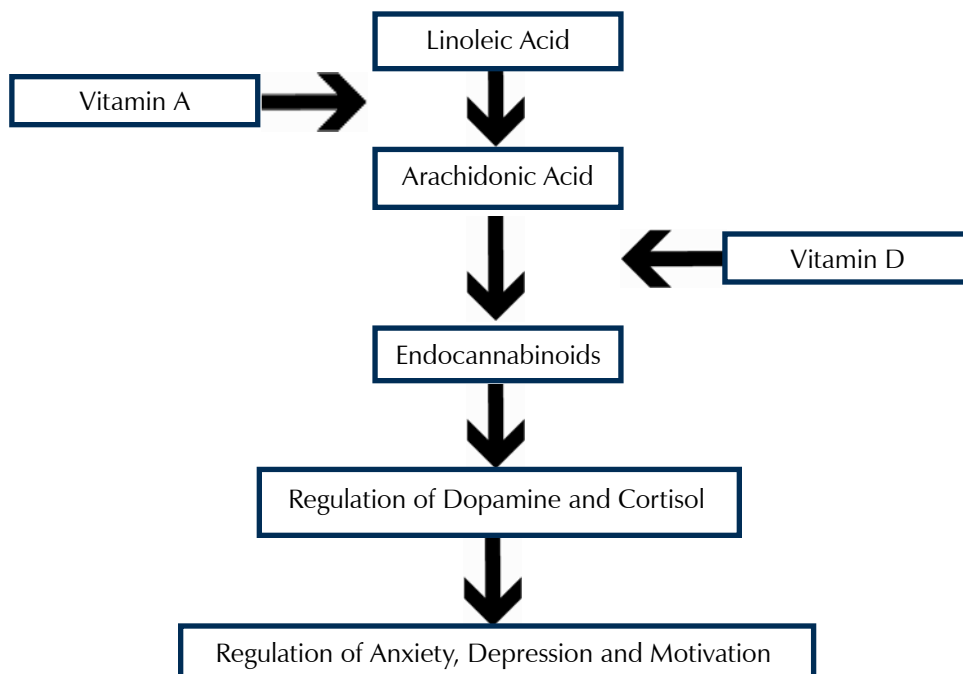 Linoleic Acid
Vitamin A
Arachidonic Acid
Vitamin D
Endocannabinoids
Regulation of Dopamine and Cortisol
Regulation of Anxiety, Depression and Motivation